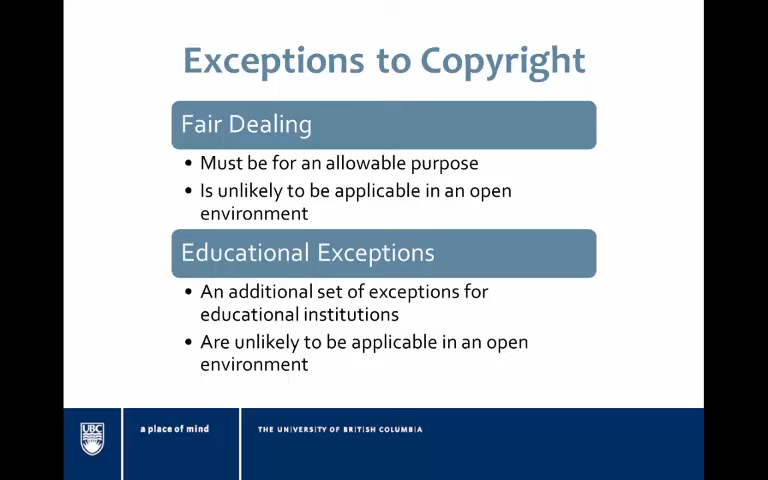 Exceptions to Copyright
Fair Dealing
• Must be for an allowable purpose
• Is unlikely to be applicable in an open
environment
Educational Exceptions
• An additional set of exceptions for
educational institutions
• Are unlikely to be applicable in an open
environment
UBC
a place of mind
THE UNIVERSITY OF BRITISH COLUMBIA